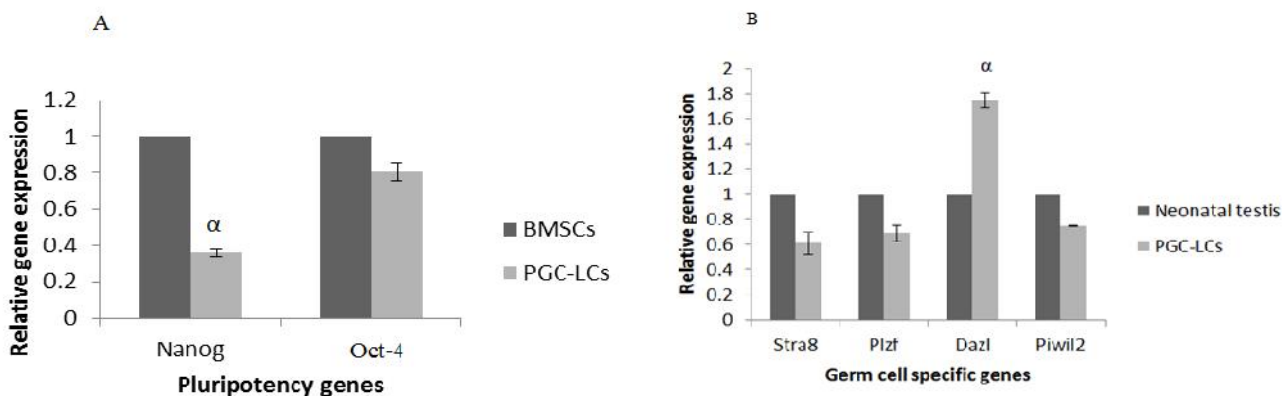 A
Relative gene expression
1.2
1
0.8
0.6
0.4
0.2
0
α
Nanog
Oct-4
Pluripotency genes
BMSCs
PGC-LCs
B
Relative gene expression
2
1.8
1.6
1.4
1.2
1
0.8
0.6
0.4
0.2
0
α
Stra8
Plzf
Dazl
Piwil2
Germ cell specific genes
Neonatal testis
PGC-LCs